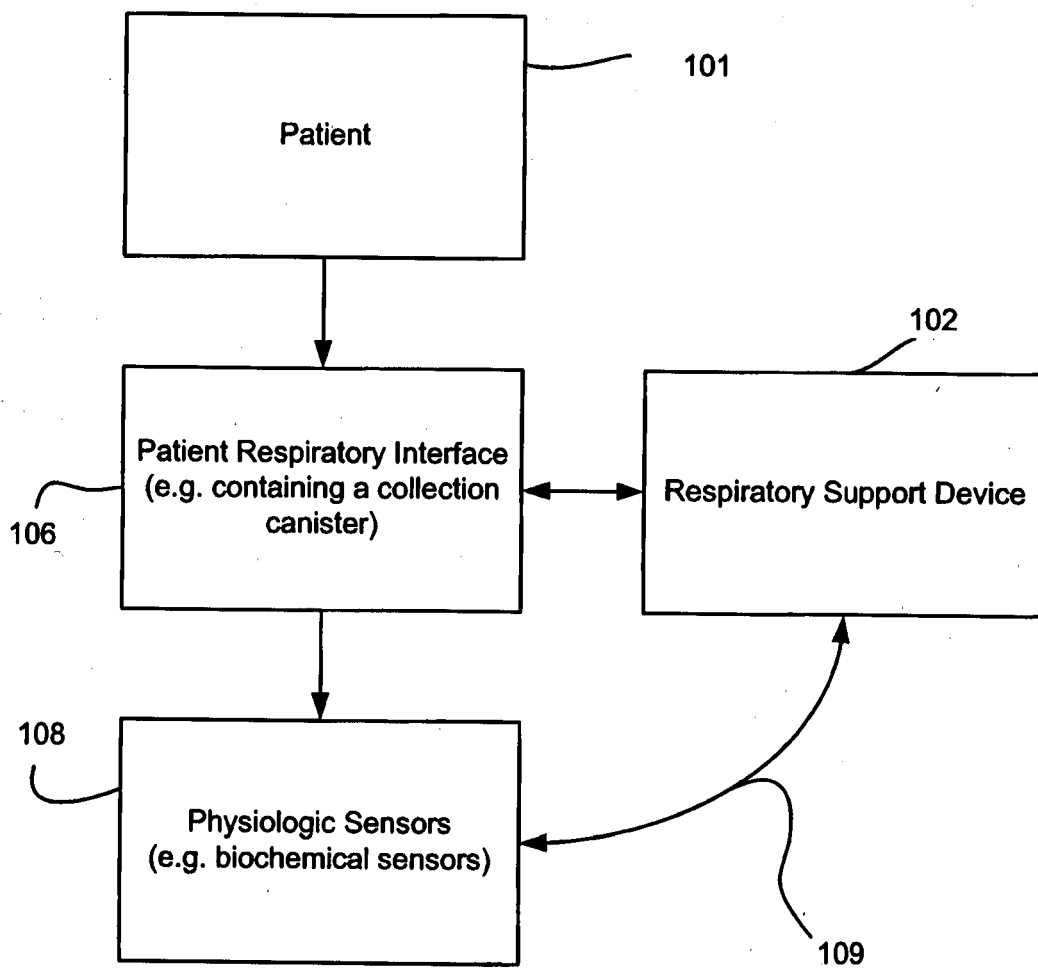 101
Patient
102
Patient Respiratory Interface
(e.g. containing a collection
canister)
Respiratory Support Device
106
108
Physiologic Sensors
(e.g. biochemical sensors)
109